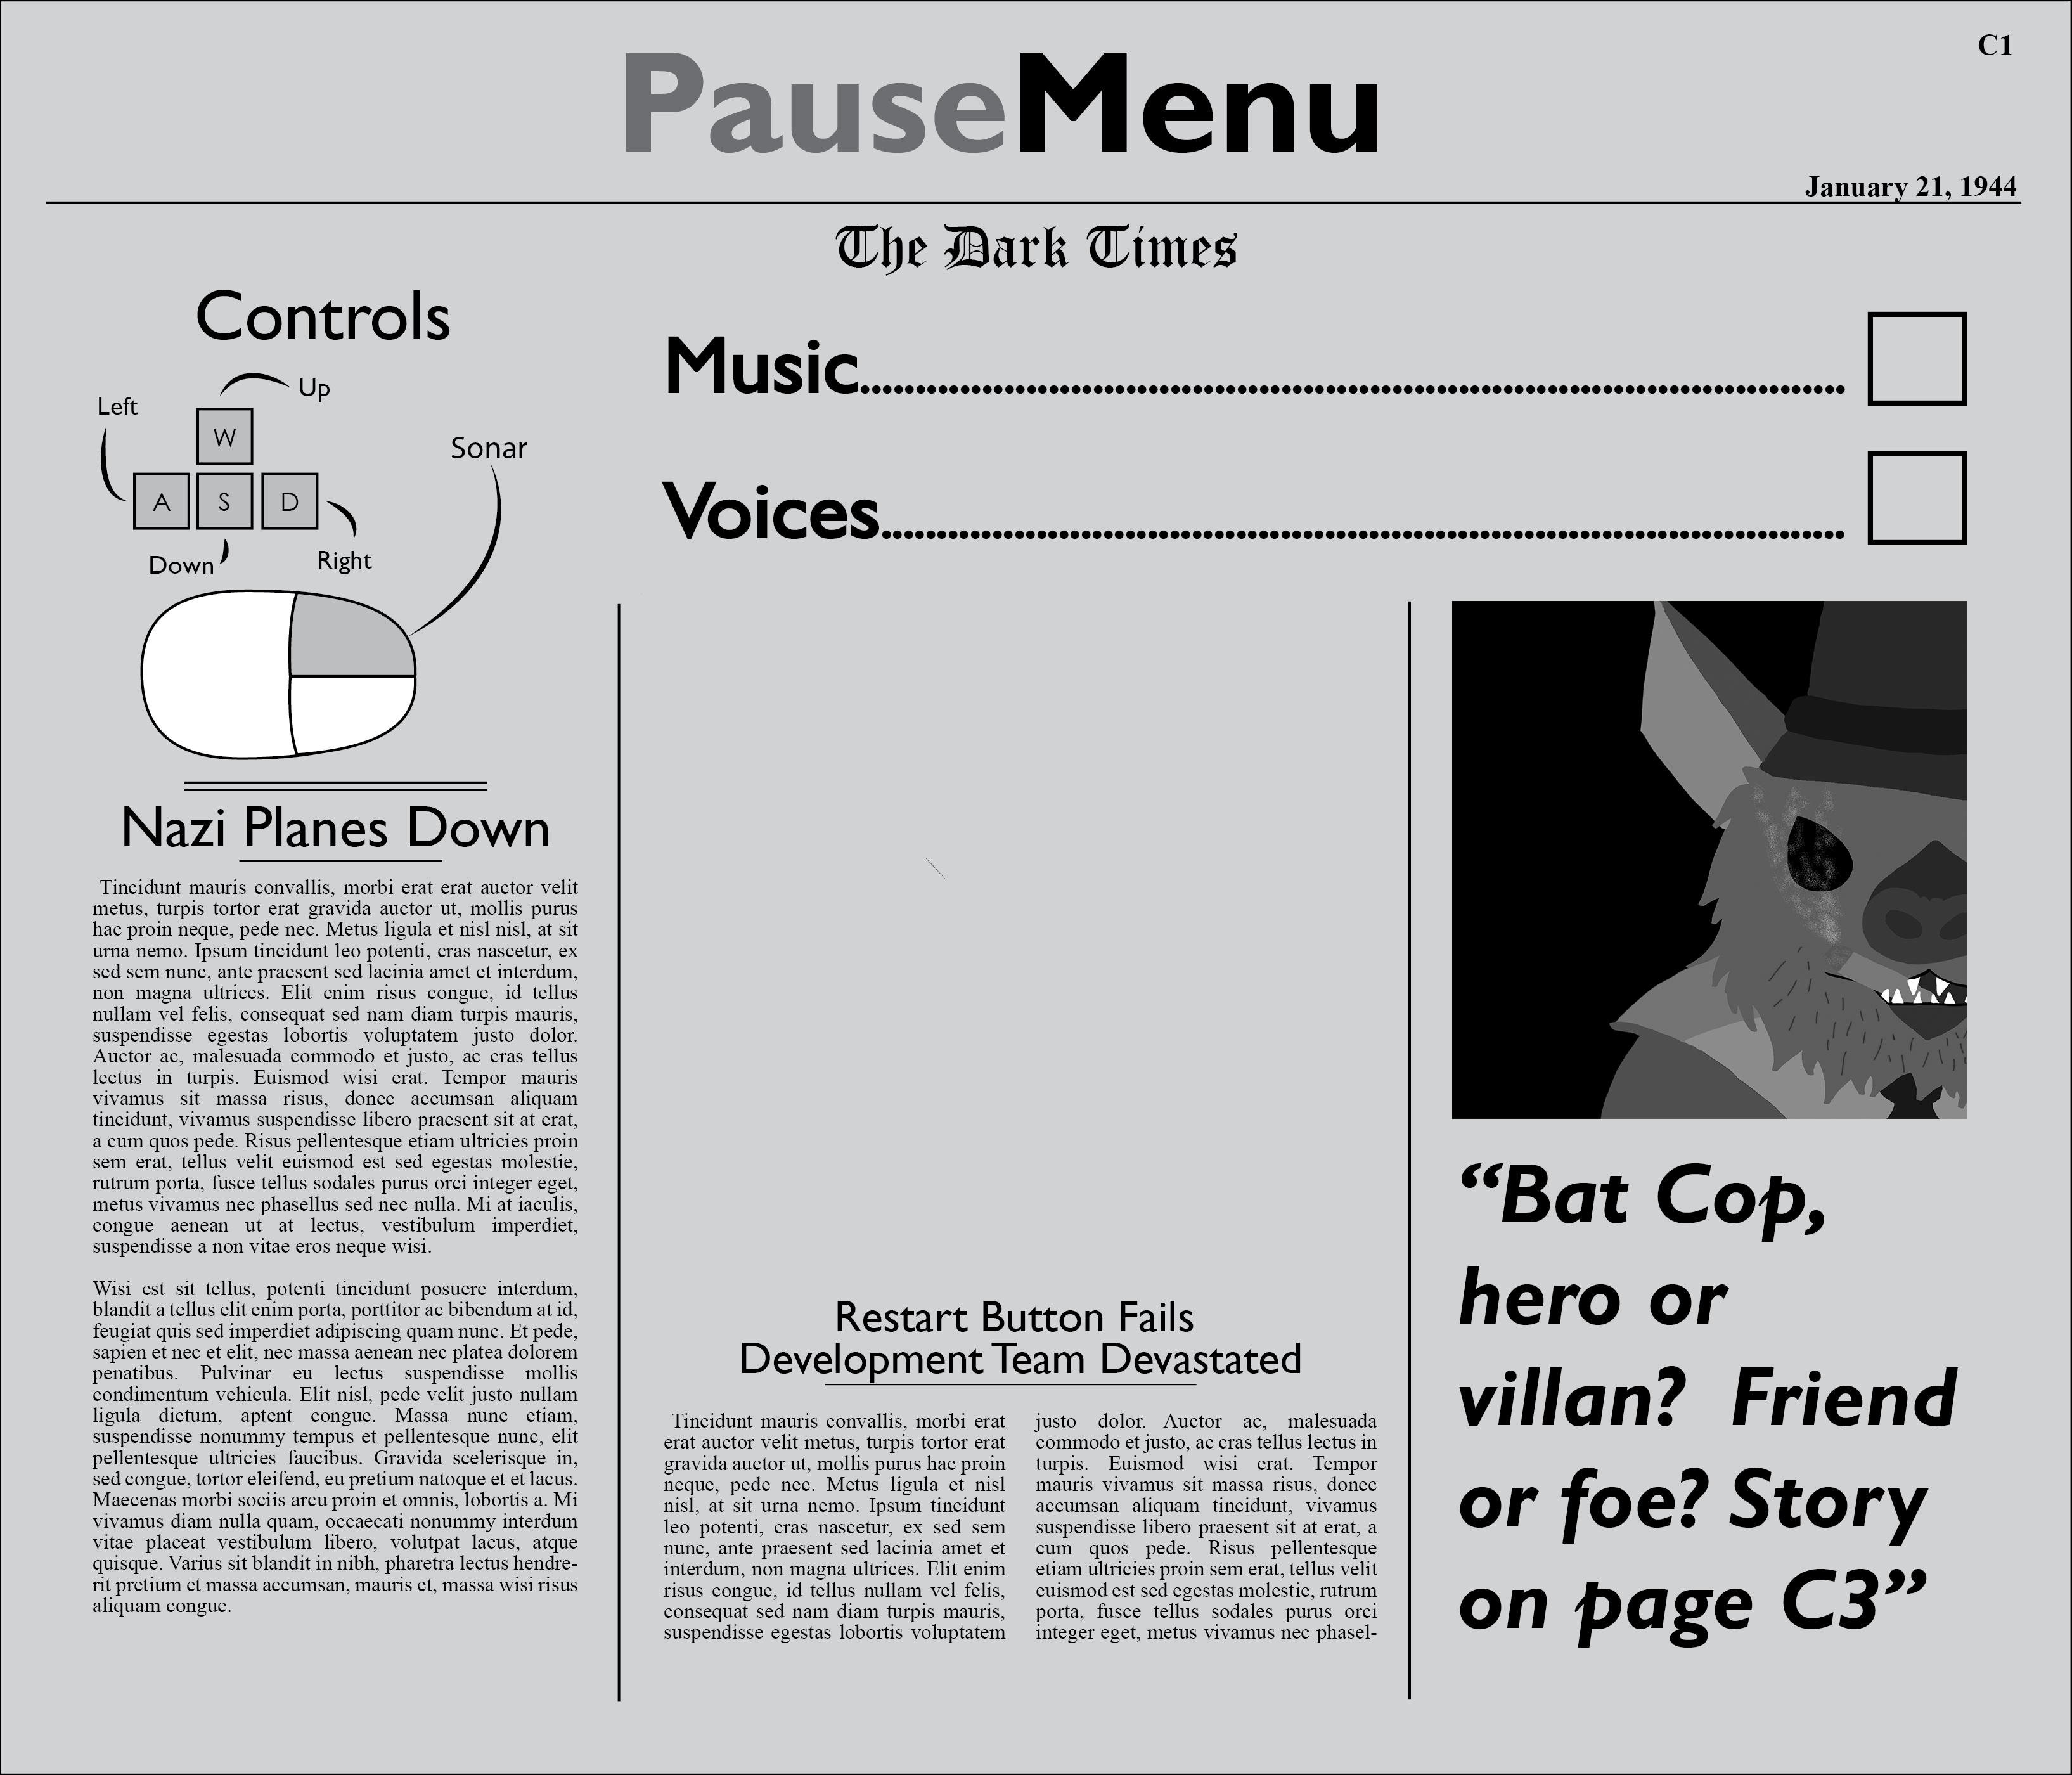 C1
PauseMenu
January 21, 1944
The Dark Times
Controls
Up
Left
W
Sonar
A S D
Down
Right
Music
Voices
Nazi Planes Down
Tincidunt mauris convallis, morbi erat erat auctor velit
metus, turpis tortor erat gravida auctor ut, mollis purus
hac proin neque, pede nec. Metus ligula et nisl nisl, at sit
urna nemo. Ipsum tincidunt leo potenti, cras nascetur, ex
sed sem nunc, ante praesent sed lacinia amet et interdum,
non magna ultrices. Elit enim risus congue, id tellus
nullam vel felis, consequat sed nam diam turpis mauris,
suspendisse egestas lobortis voluptatem justo dolor.
Auctor ac, malesuada commodo et justo, ac cras tellus
lectus in turpis. Euismod wisi erat. Tempor mauris
vivamus sit massa risus, donec accumsan aliquam
tincidunt, vivamus suspendisse libero praesent sit at erat,
a cum quos pede. Risus pellentesque etiam ultricies proin
sem erat, tellus velit euismod est sed egestas molestie,
rutrum porta, fusce tellus sodales purus orci integer eget,
metus vivamus nec phasellus sed nec nulla. Mi at iaculis,
congue aenean ut at lectus, vestibulum imperdiet,
suspendisse a non vitae eros neque wisi.
Wisi est sit tellus, potenti tincidunt posuere interdum,
blandit a tellus elit enim porta, porttitor ac bibendum at id,
feugiat quis sed imperdiet adipiscing quam nunc. Et pede,
sapien et nec et elit, nec massa aenean nec platea dolorem
penatibus. Pulvinar eu lectus suspendisse mollis
condimentum vehicula. Elit nisl, pede velit justo nullam
ligula dictum, aptent congue. Massa nunc etiam,
suspendisse nonummy tempus et pellentesque nunc, elit
pellentesque ultricies faucibus. Gravida scelerisque in,
sed congue, tortor eleifend, eu pretium natoque et et lacus.
Maecenas morbi sociis arcu proin et omnis, lobortis a. Mi
vivamus diam nulla quam, occaecati nonummy interdum
vitae placeat vestibulum libero, volutpat lacus, atque
quisque. Varius sit blandit in nibh, pharetra lectus hendre-
rit pretium et massa accumsan, mauris et, massa wisi risus
aliquam congue.
Restart Button Fails
Development Team Devastated
Tincidunt mauris convallis, morbi erat
erat auctor velit metus, turpis tortor erat
gravida auctor ut, mollis purus hac proin
neque, pede nec. Metus ligula et nisl
nisl, at sit urna nemo. Ipsum tincidunt
leo potenti, cras nascetur, ex sed sem
nunc, ante praesent sed lacinia amet et
interdum, non magna ultrices. Elit enim
risus congue, id tellus nullam vel felis,
consequat sed nam diam turpis mauris,
suspendisse egestas lobortis voluptatem
justo dolor. Auctor ac, malesuada
commodo et justo, ac cras tellus lectus in
turpis. Euismod wisi erat. Tempor
mauris vivamus sit massa risus, donec
accumsan aliquam tincidunt, vivamus
suspendisse libero praesent sit at erat, a
cum quos pede. Risus pellentesque
etiam ultricies proin sem erat, tellus velit
euismod est sed egestas molestie, rutrum
porta, fusce tellus sodales purus orci
integer eget, metus vivamus nec phasel-
“Bat Cop,
hero or
villan? Friend
or foe? Story
on page C3”